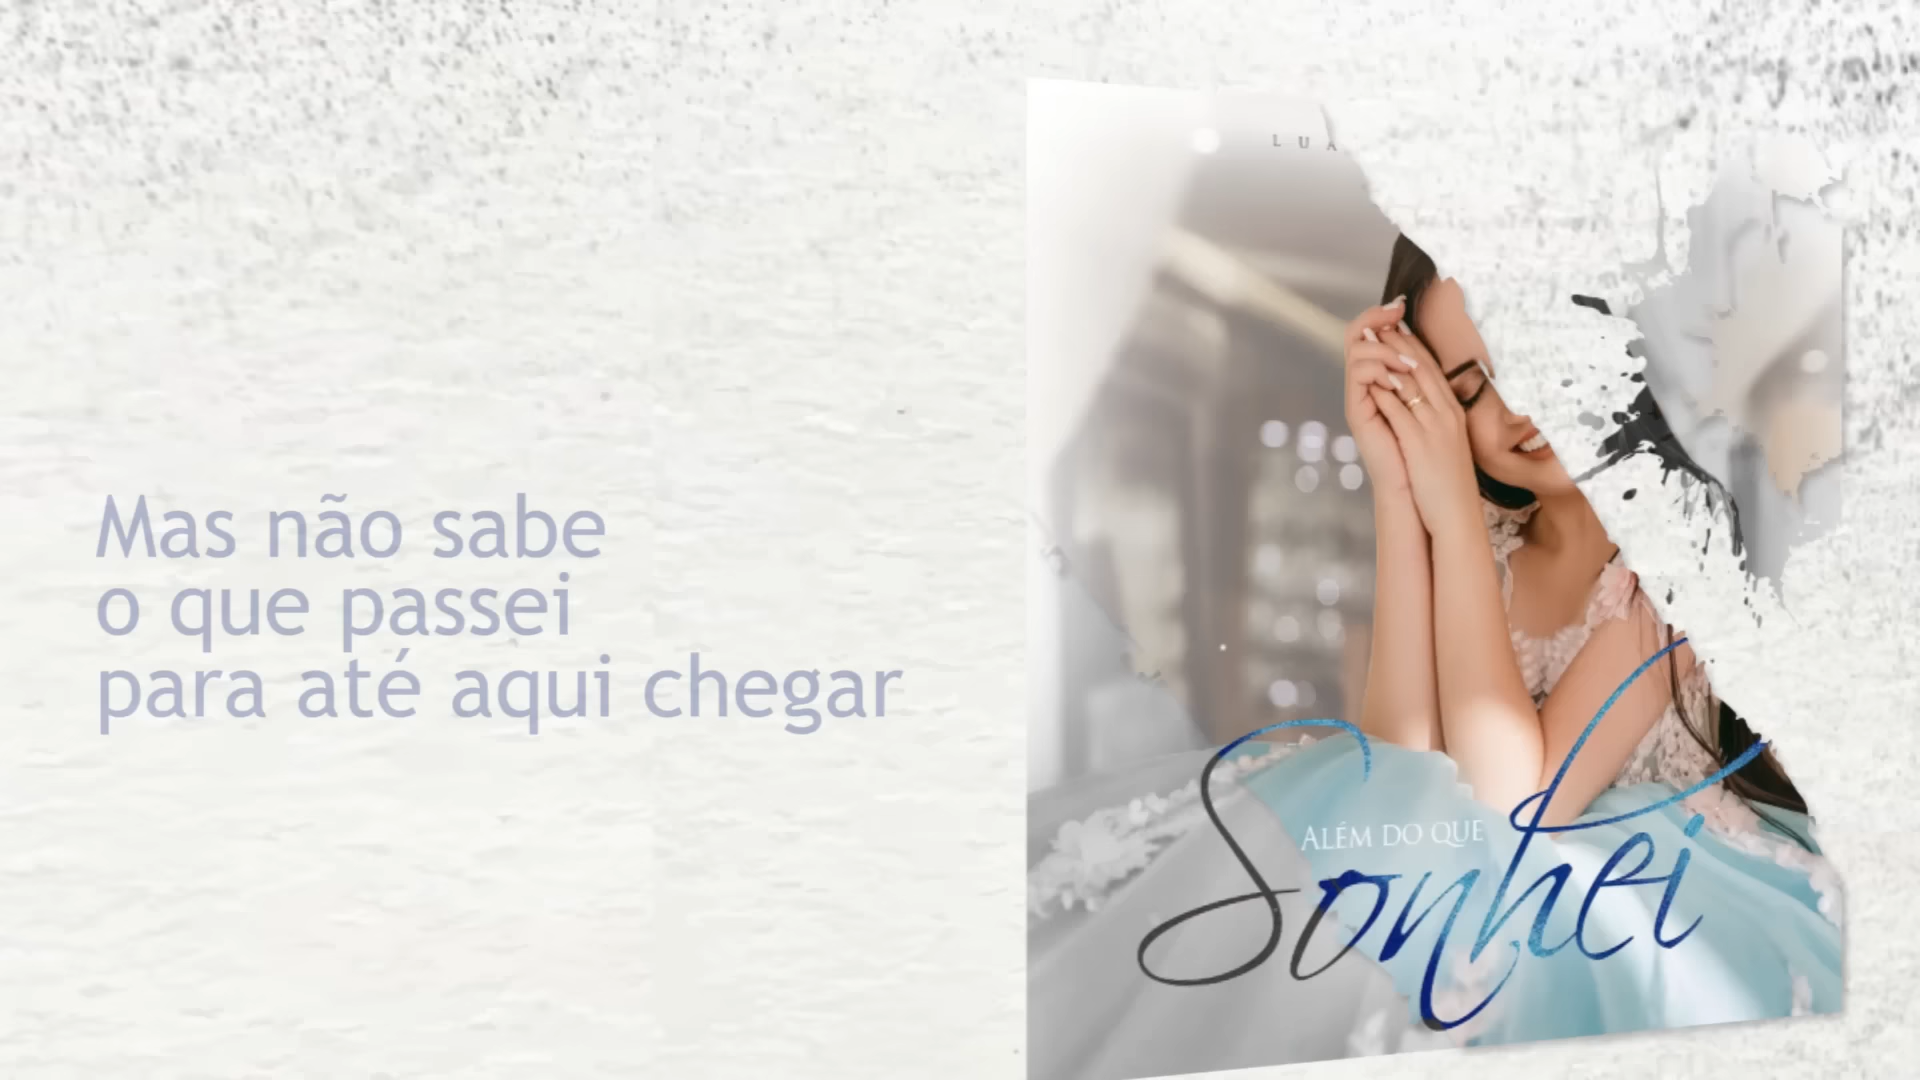 Mas não sabe
o que passei
para até aqui chegar
L U A
ALÉM DO QUE
Sonhei